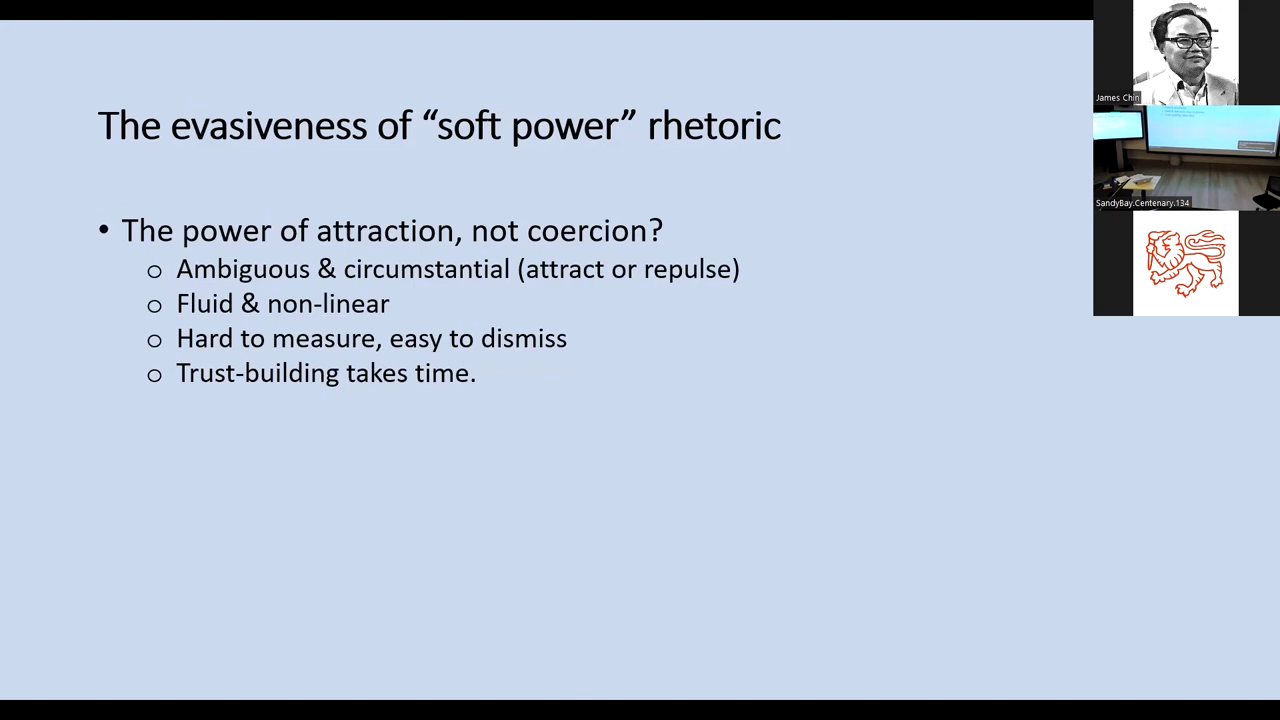 The evasiveness of “soft power” rhetoric
• The power of attraction, not coercion?
o Ambiguous & circumstantial (attract or repulse)
o Fluid & non-linear
o Hard to measure, easy to dismiss
o Trust-building takes time.
James Chin
SandyBay.Centenary.134